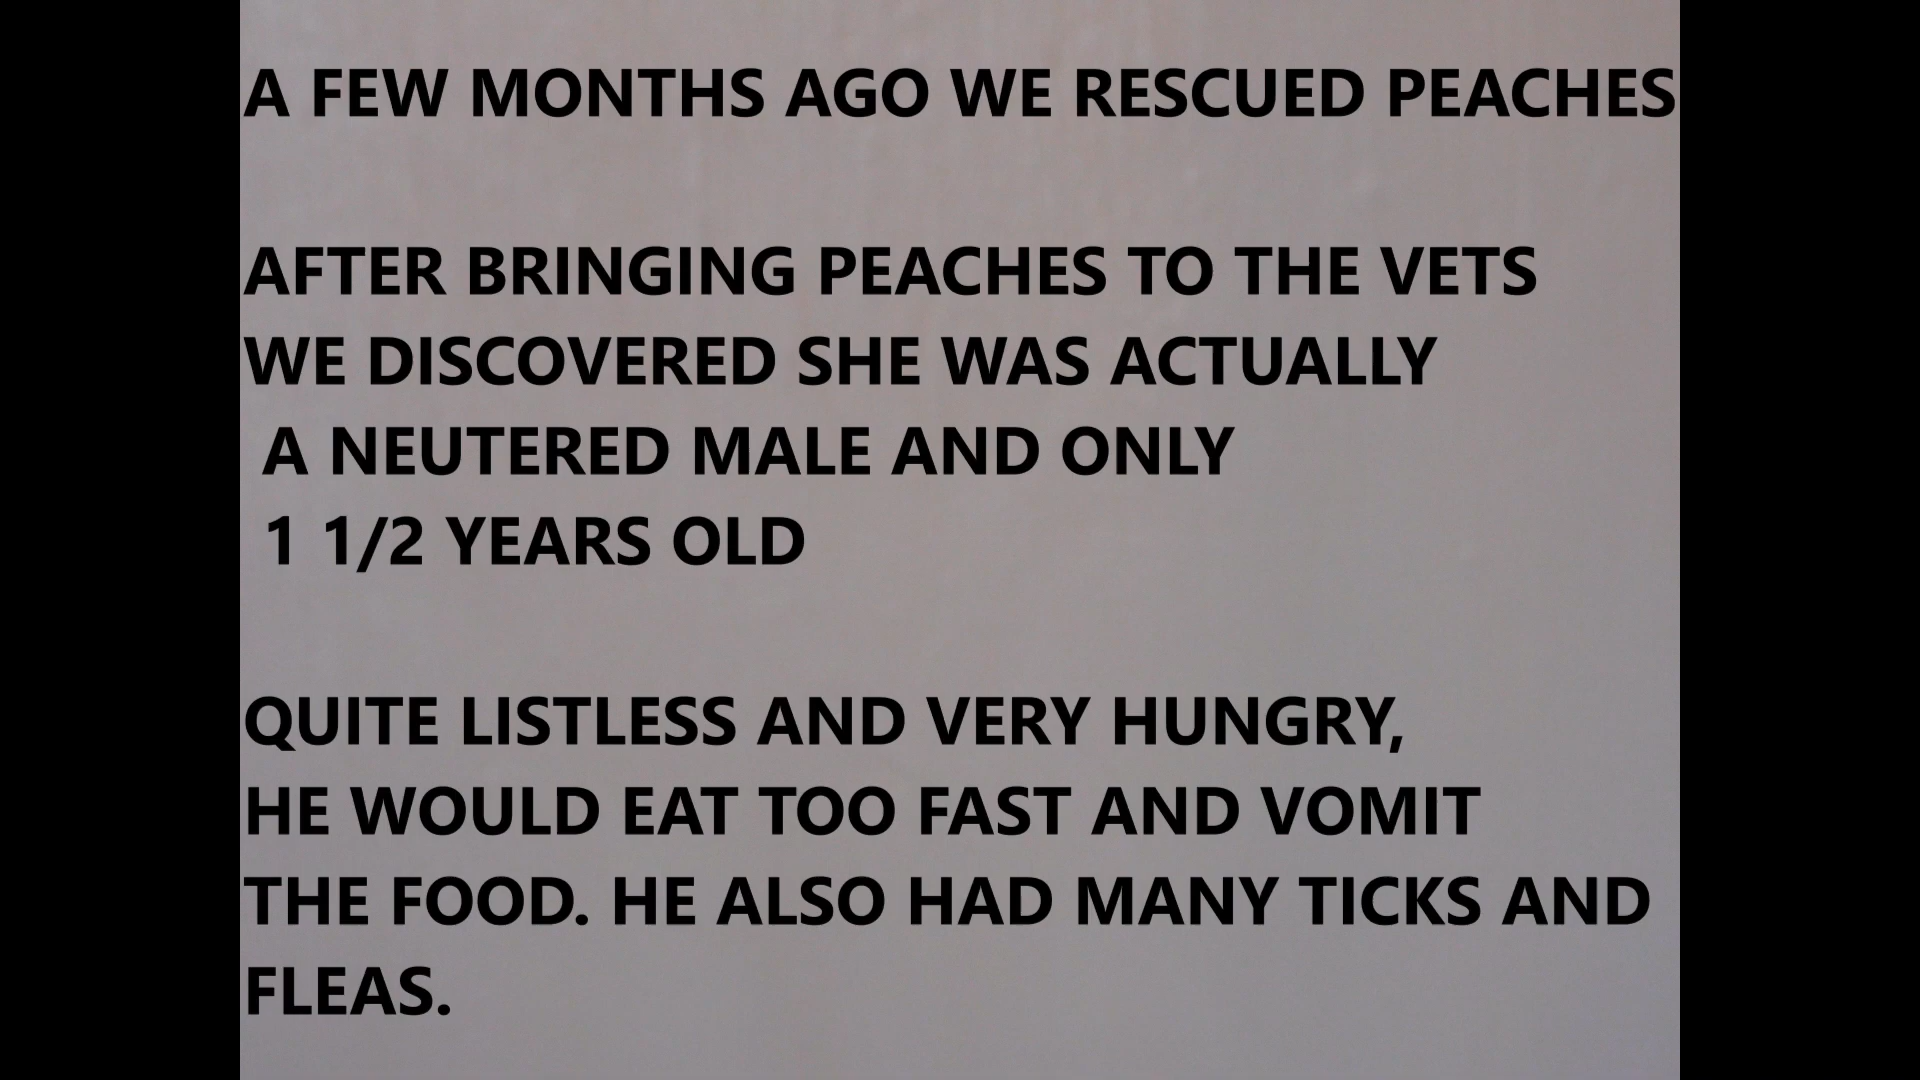 A FEW MONTHS AGO WE RESCUED PEACHES
AFTER BRINGING PEACHES TO THE VETS
WE DISCOVERED SHE WAS ACTUALLY
A NEUTERED MALE AND ONLY
1 1/2 YEARS OLD
QUITE LISTLESS AND VERY HUNGRY,
HE WOULD EAT TOO FAST AND VOMIT
THE FOOD. HE ALSO HAD MANY TICKS AND
FLEAS.